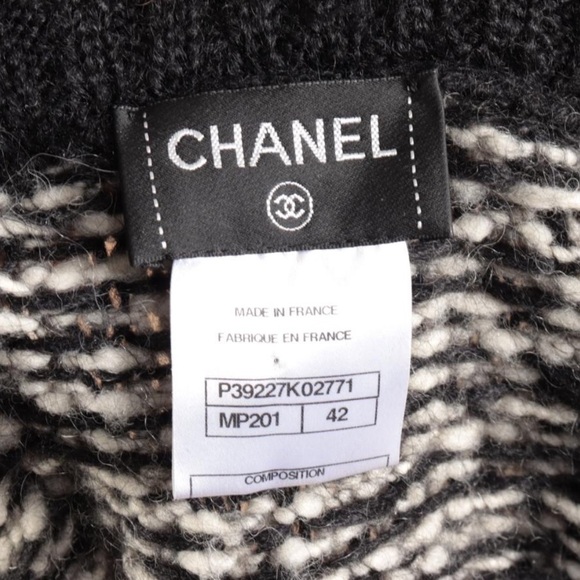 CHANEL
MADE IN FRANCE
FABRIQUE EN FRANCE
P39227K02771
MP201 42
COMPOSITION